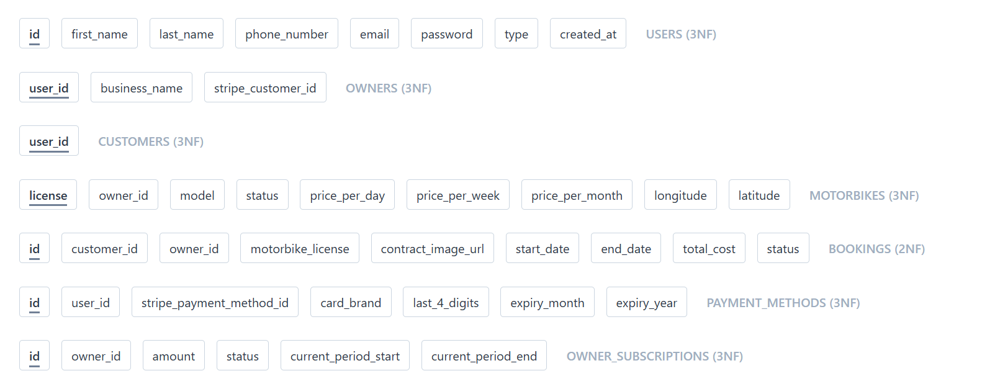 id first_name last_name phone_number email password type created_at USERS (3NF)
user_id business_name stripe_customer_id OWNERS (3NF)
user_id CUSTOMERS (3NF)
license owner_id model status price_per_day price_per_week price_per_month longitude latitude MOTORBIKES (3NF)
id customer_id owner_id motorbike_license contract_image_url start_date end_date total_cost status BOOKINGS (2NF)
id user_id stripe_payment_method_id card_brand last_4_digits expiry_month expiry_year PAYMENT_METHODS (3NF)
id owner_id amount status current_period_start current_period_end OWNER_SUBSCRIPTIONS (3NF)